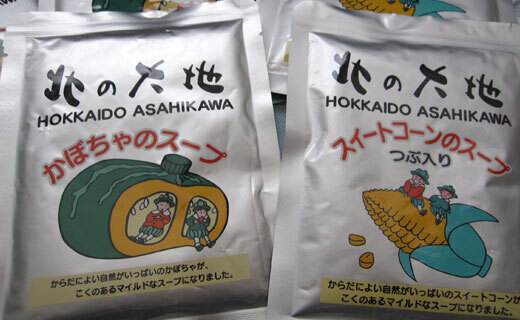 北の大地
HOKKAIDO ASAHIKAWA
かぼちゃのスープ
からだによい自然がいっぱいのかぼちゃが、
こくのあるマイルドなスープになりました。
北の大地
HOKKAIDO ASAHIKAWA
スイートコーンのスープ
つぶ入り
からだによい自然がいっぱいのスイートコーンが
こくのあるマイルドなスープになりました。